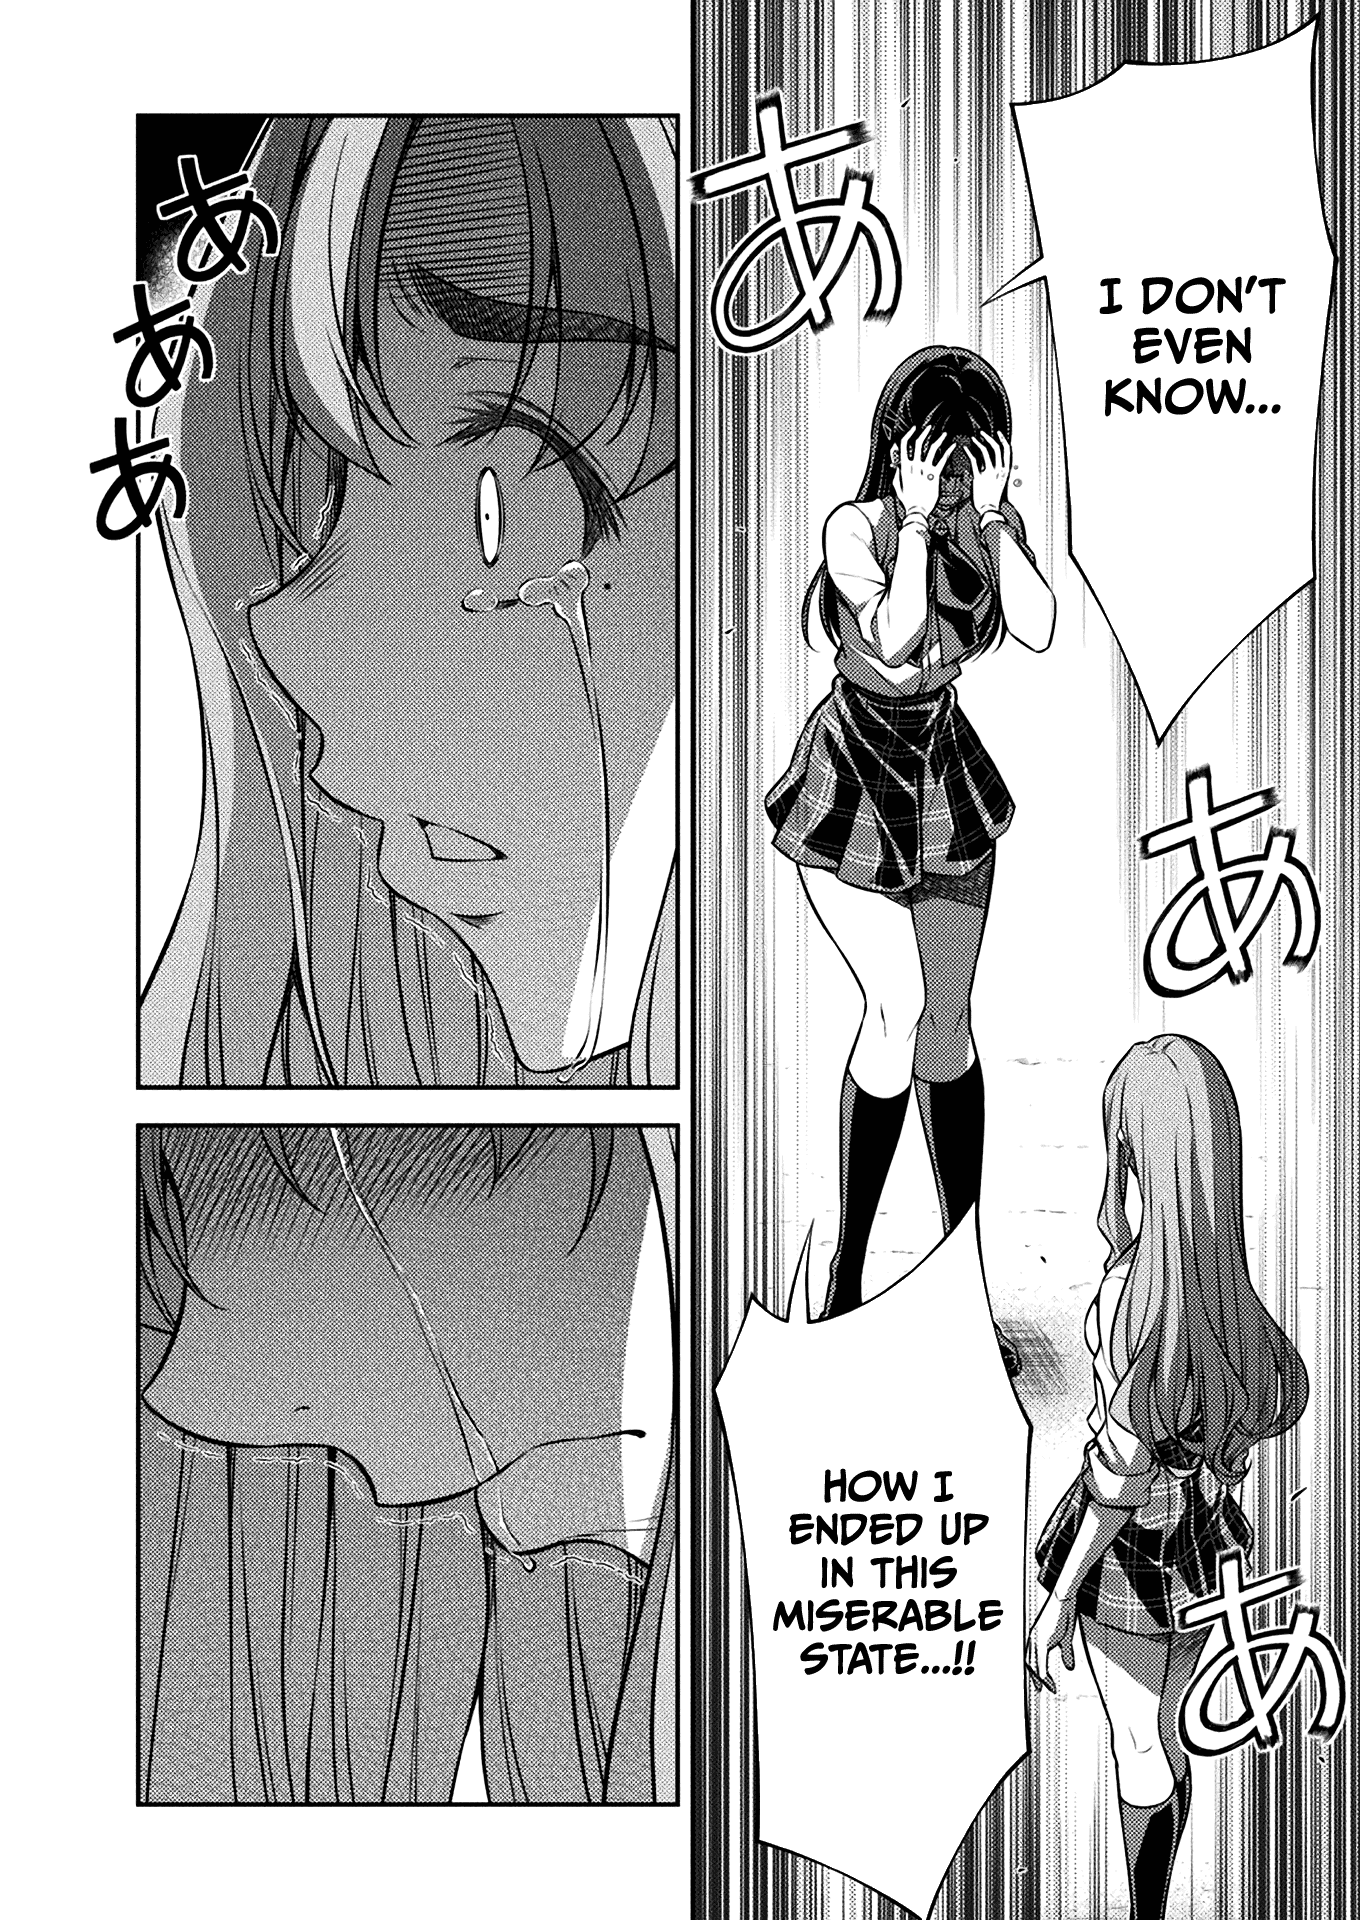 I DON'T
EVEN
KNOW...
あ
あ
HOW I
ENDED UP
IN THIS
MISERABLE
STATE...!!
あ
あ
あ
あ